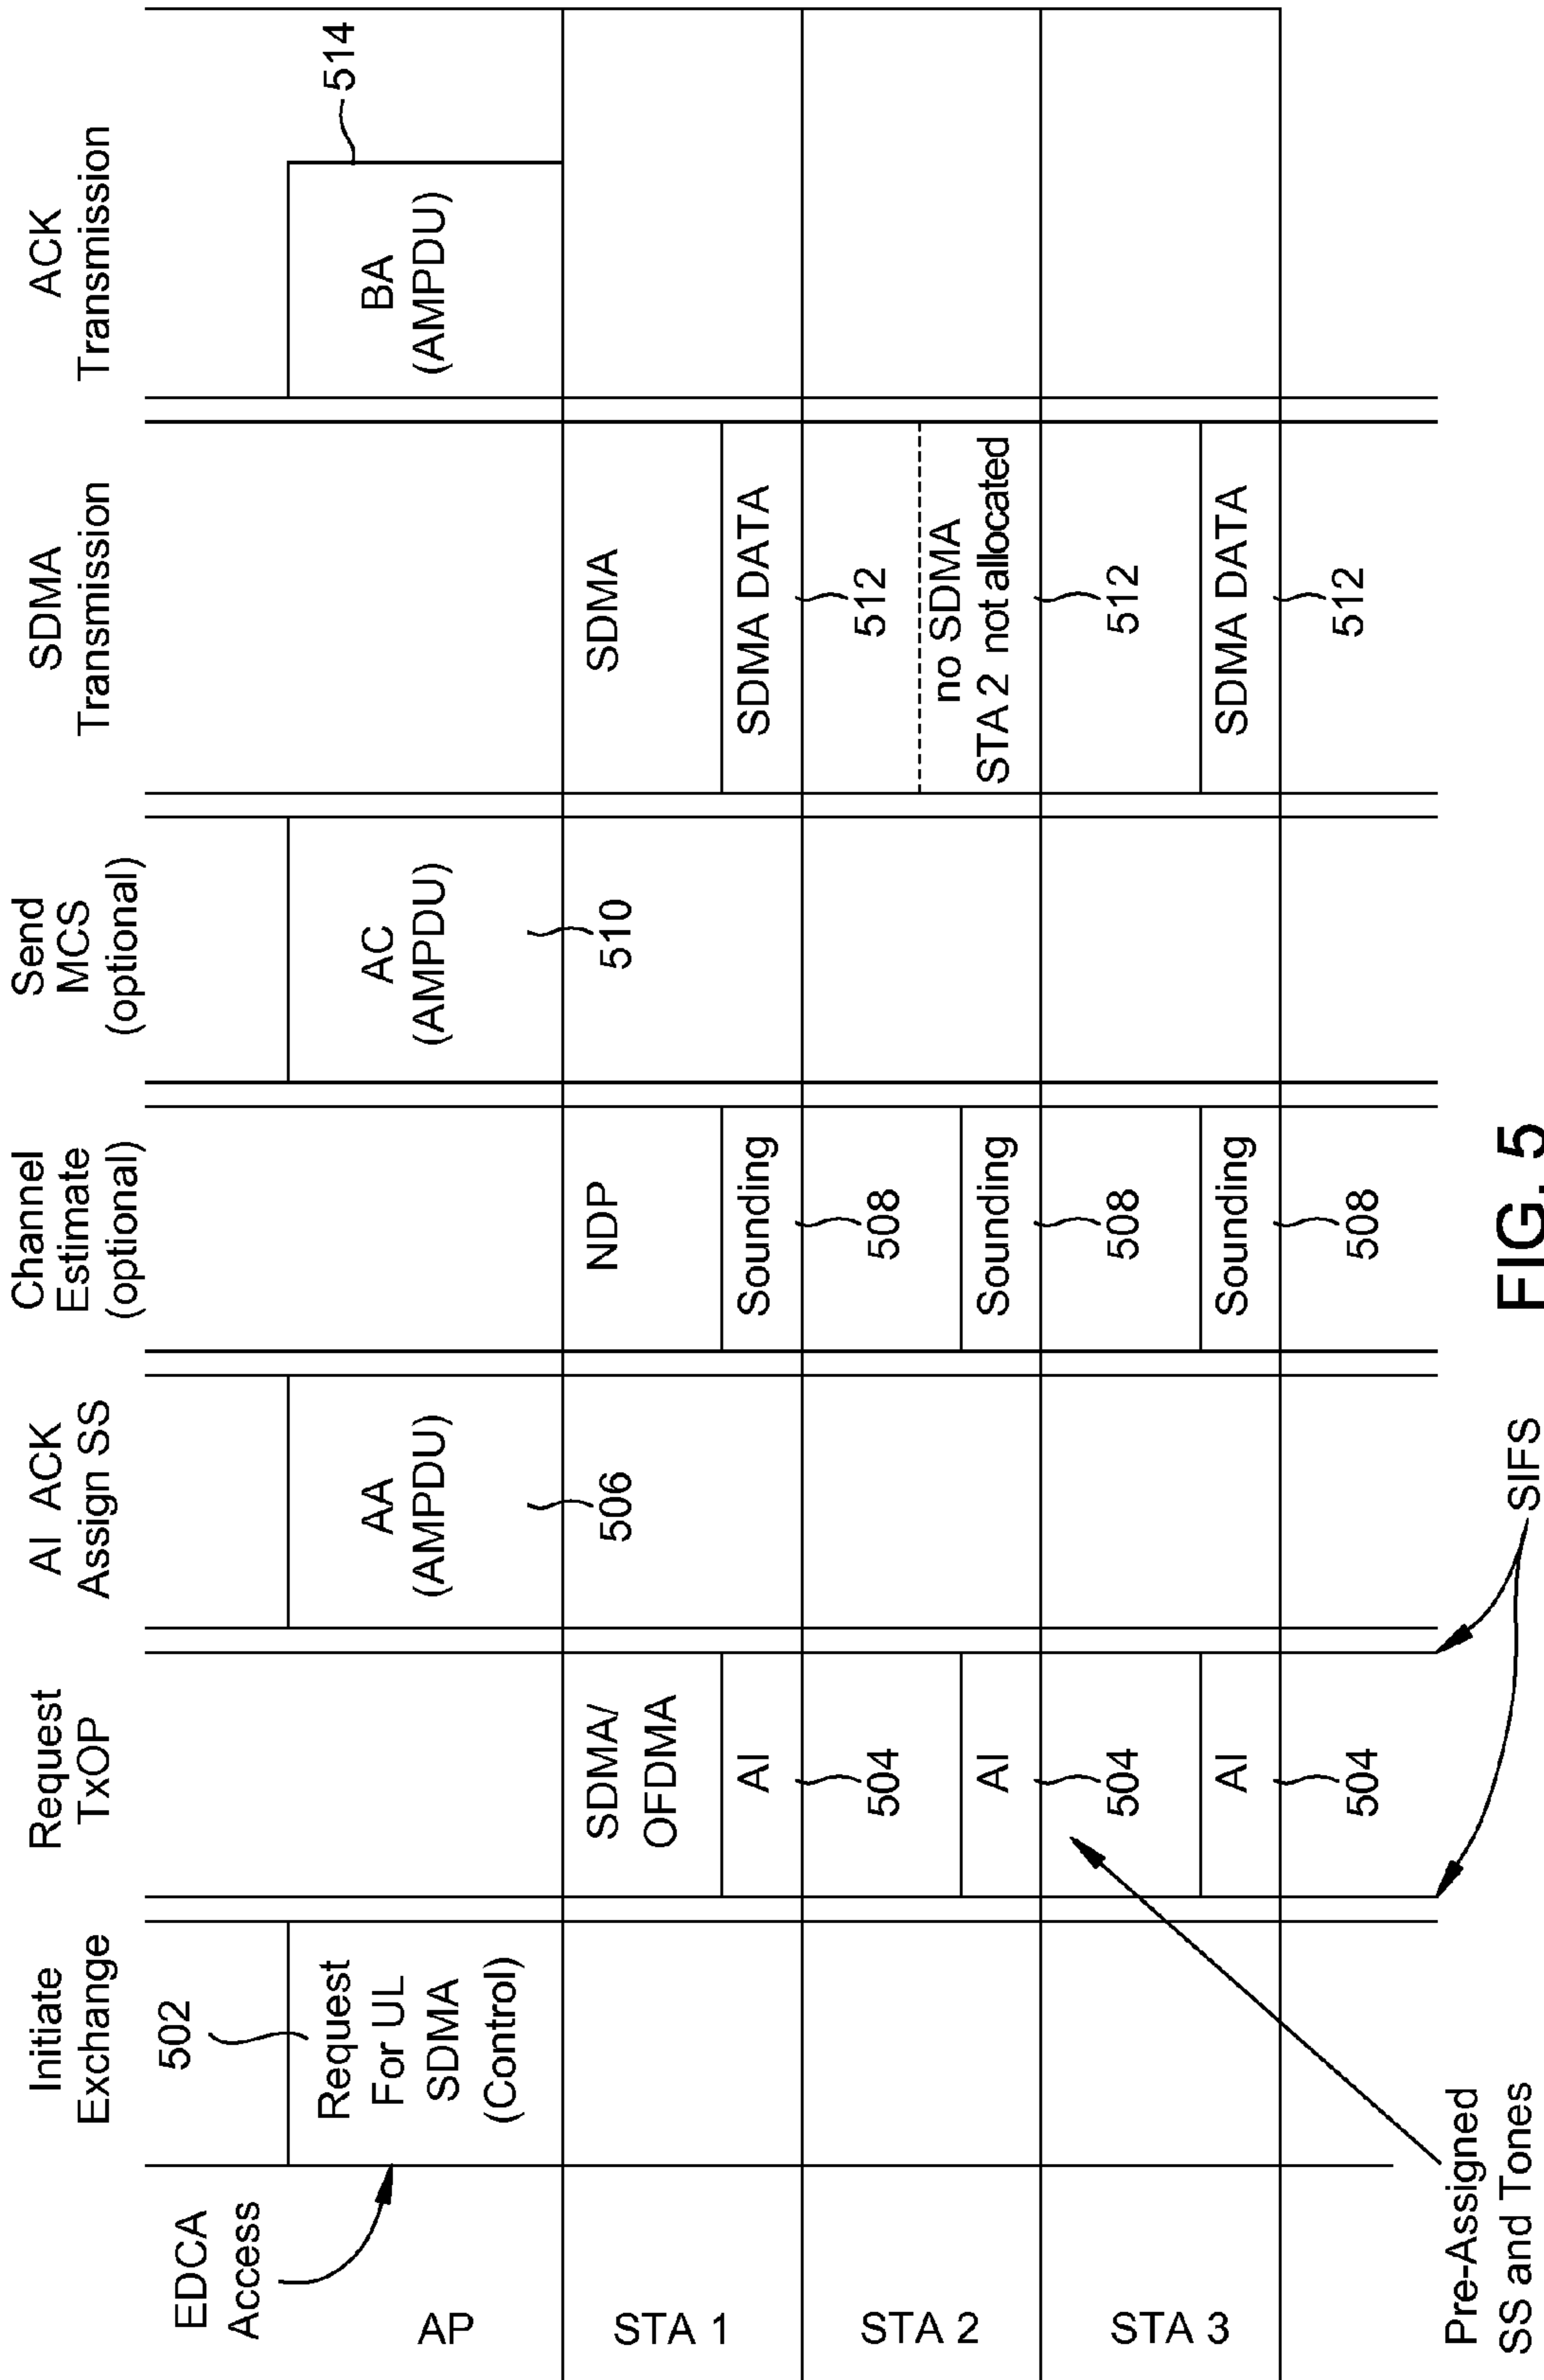 Initiate
Exchange
Request
TxOP
AI ACK
Assign SS
Channel
Estimate
(optional)
Send
MCS
(optional)
SDMA
Transmission
ACK
Transmission
EDCA
Access
502
514
AP
Request
For UL
SDMA
(Control)
AA
(AMPDU)
AC
(AMPDU)
BA
(AMPDU)
STA 1
SDMA/
OFDMA
506
NDP
510
SDMA
AI
Sounding
SDMA DATA
STA 2
504
508
512
AI
Sounding
no SDMA
STA 2 not allocated
STA 3
504
508
512
AI
Sounding
SDMA DATA
504
508
512
Pre-Assigned
SS and Tones
SIFS
FIG. 5